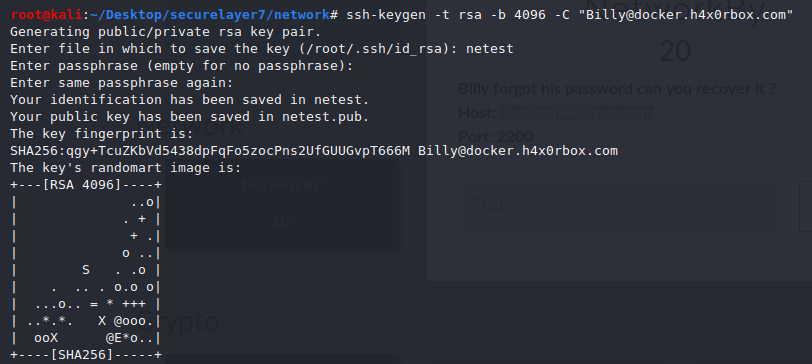 root@kali:~/Desktop/securelayer7/network# ssh-keygen -t rsa -b 4096 -C "Billy@docker.h4x0rbox.com"
Generating public/private rsa key pair.
Enter file in which to save the key (/root/.ssh/id_rsa): netest
Enter passphrase (empty for no passphrase):
Enter same passphrase again:
Your identification has been saved in netest.
Your public key has been saved in netest.pub.
The key fingerprint is:
SHA256:qgy+TcuZKbVd5438dpFqFo5zocPns2UfGUUGvpT666M Billy@docker.h4x0rbox.com
The key's randomart image is:
+---[RSA 4096]----+
|              ..o|
|             . + |
|              + .|
|             o ..|
|        S   . .o |
|    .  .. . o.o o|
|  ...o.. = * +++ |
| ..*.*.   X @ooo.|
|  ooX      @E*o..|
+----[SHA256]-----+
NetworkBy
20
Billy forgot his password can you recover it ?
Host:
Port: 2200
Flag
Network
NetworkBy
20
Crypto